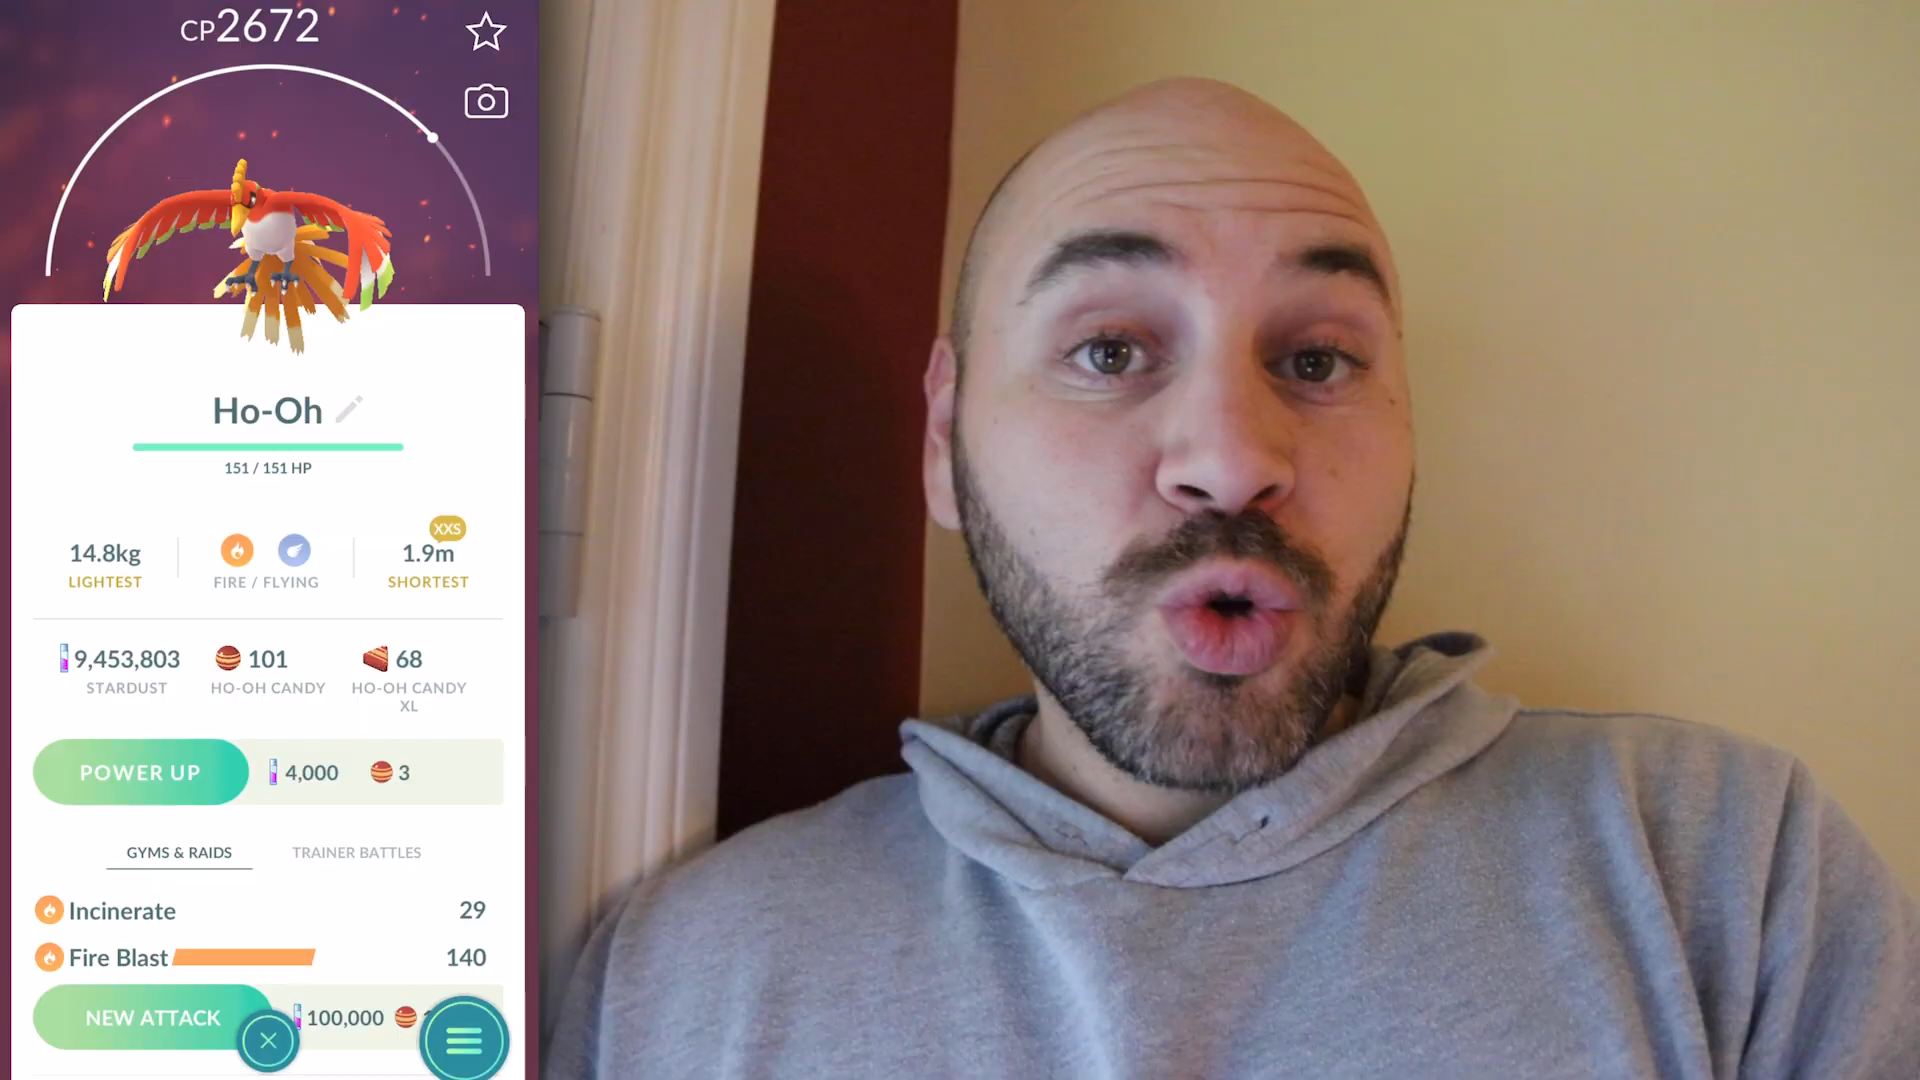 CP2672
Ho-Oh
151 / 151 HP
XXS
14.8kg
1.9m
LIGHTEST
FIRE / FLYING
SHORTEST
9,453,803
101
68
STARDUST
HO-OH CANDY
HO-OH CANDY
XL
POWER UP
4,000
3
GYMS & RAIDS
TRAINER BATTLES
Incinerate
29
Fire Blast
140
NEW ATTACK
100,000